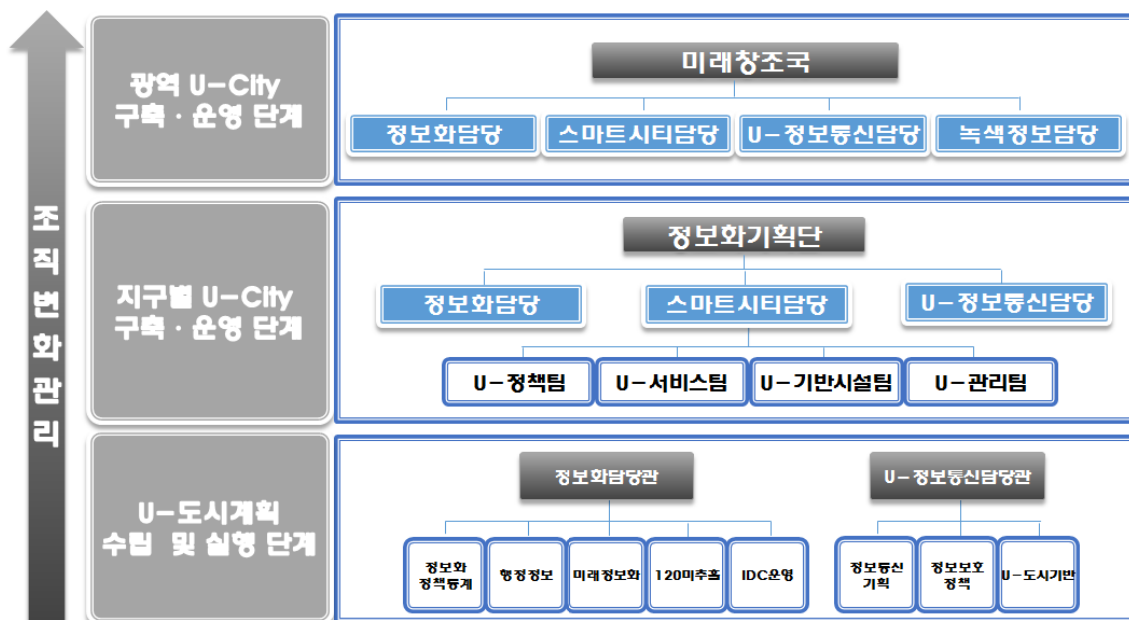 조직변화관리
광역 U-City
구축·운영 단계
미래창조국
정보화담당
스마트시티담당
U-정보통신담당
녹색정보담당
지구별 U-City
구축·운영 단계
정보화기획단
정보화담당
스마트시티담당
U-정보통신담당
U-정책팀
U-서비스팀
U-기반시설팀
U-관리팀
U-도시계획
수립 및 실행 단계
정보화담당관
U-정보통신담당관
정보화
정책통계
행정정보
미래정보화
120미추홀
IDC운영
정보통신
기획
정보보호
정책
U-도시기반